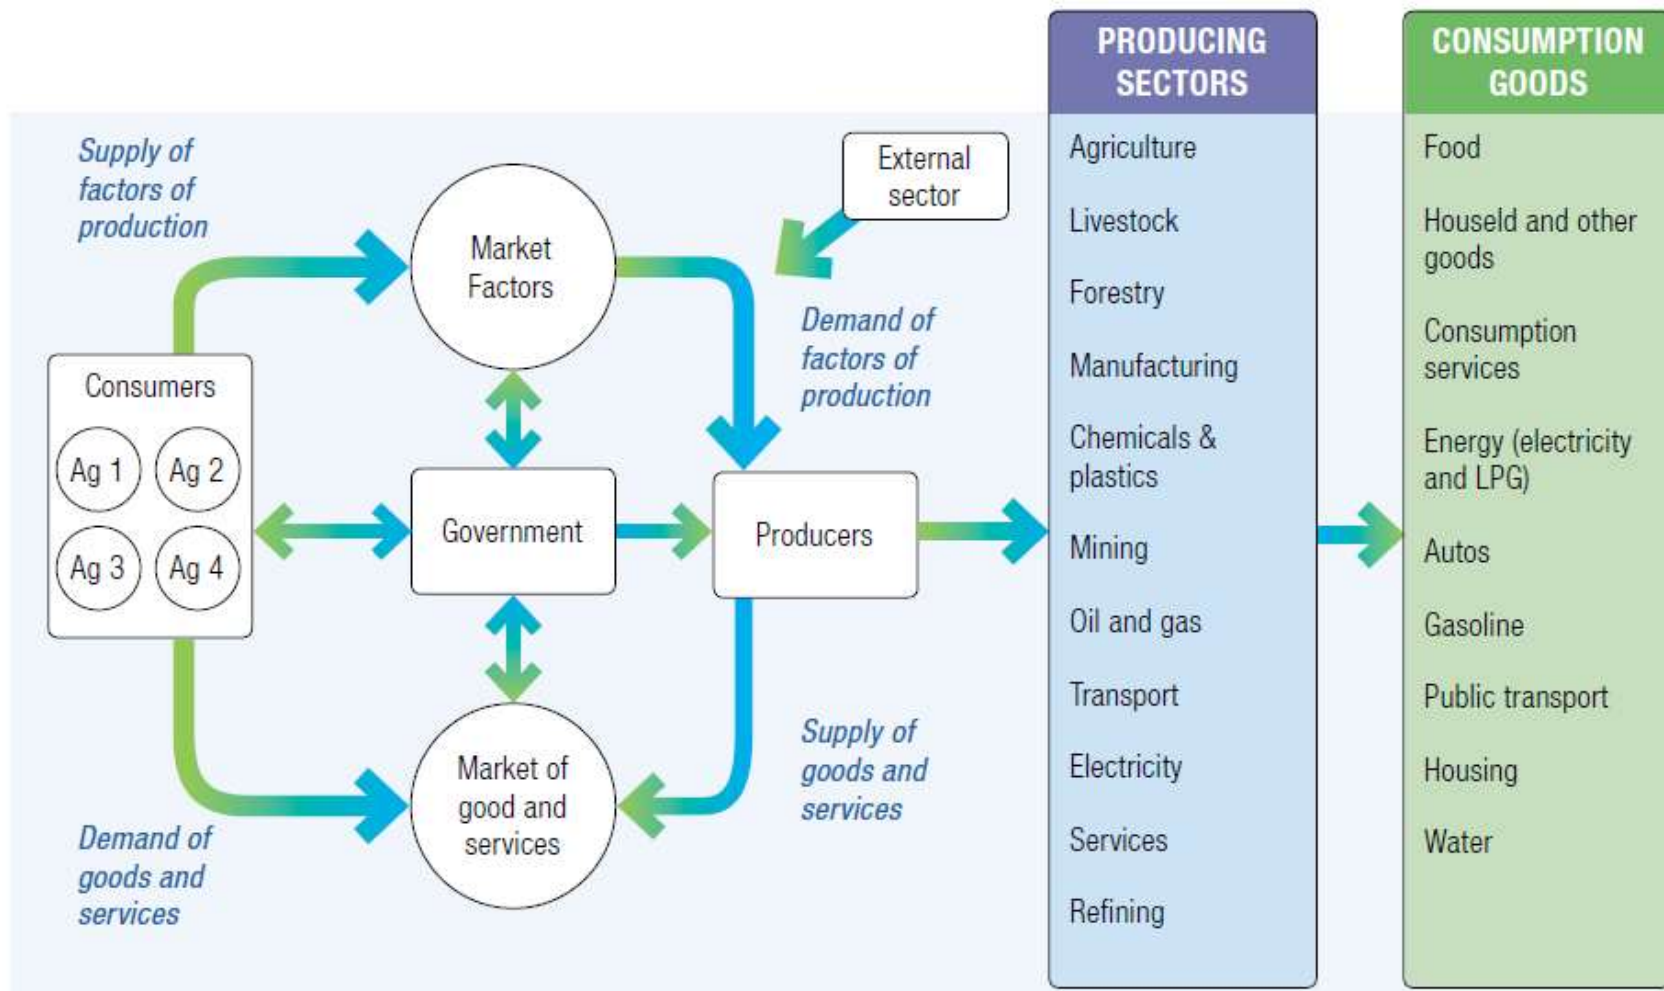 Supply of
factors of
production
Market
Factors
External
sector
Demand of
factors of
production
Consumers
Ag 1
Ag 2
Ag 3
Ag 4
Government
Producers
Market of
good and
services
Supply of
goods and
services
Demand of
goods and
services
PRODUCING
SECTORS
Agriculture
Livestock
Forestry
Manufacturing
Chemicals &
plastics
Mining
Oil and gas
Transport
Electricity
Services
Refining
CONSUMPTION
GOODS
Food
Houseld and other
goods
Consumption
services
Energy (electricity
and LPG)
Autos
Gasoline
Public transport
Housing
Water